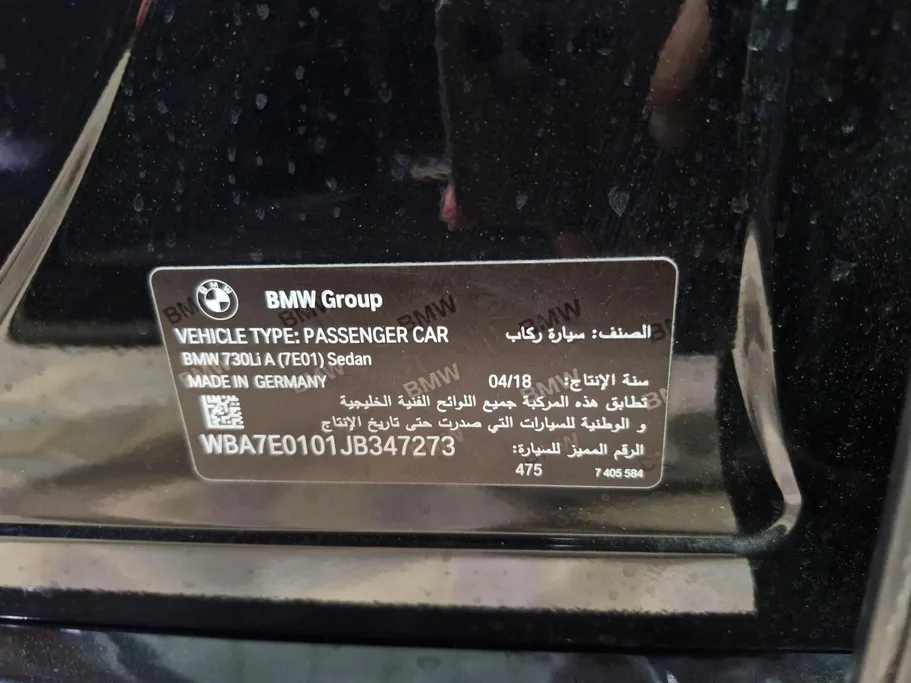 BMW Group
VEHICLE TYPE: PASSENGER CAR الصنف: سيارة ركاب
BMW 730Li A (7E01) Sedan
MADE IN GERMANY سنة الإنتاج: 04/18
تطابق هذه المركبة جميع اللوائح الفنية الخليجية
و الوطنية للسيارات التي صدرت حتى تاريخ الإنتاج
WBA7E0101JB347273 الرقم المميز للسيارة:
475 7 405 584